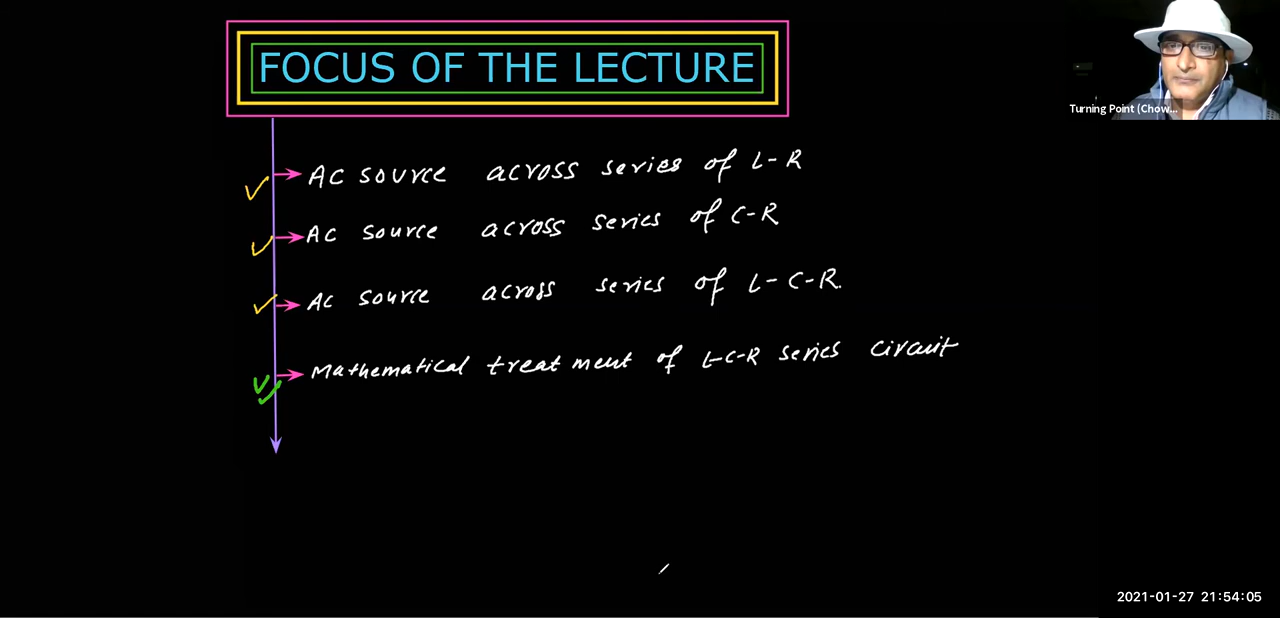 FOCUS OF THE LECTURE
Turning Point (Chow...
AC source across series of L-R
AC source across series of C-R
AC source across series of L-C-R.
Mathematical treatment of L-C-R series circuit
2021-01-27 21:54:05